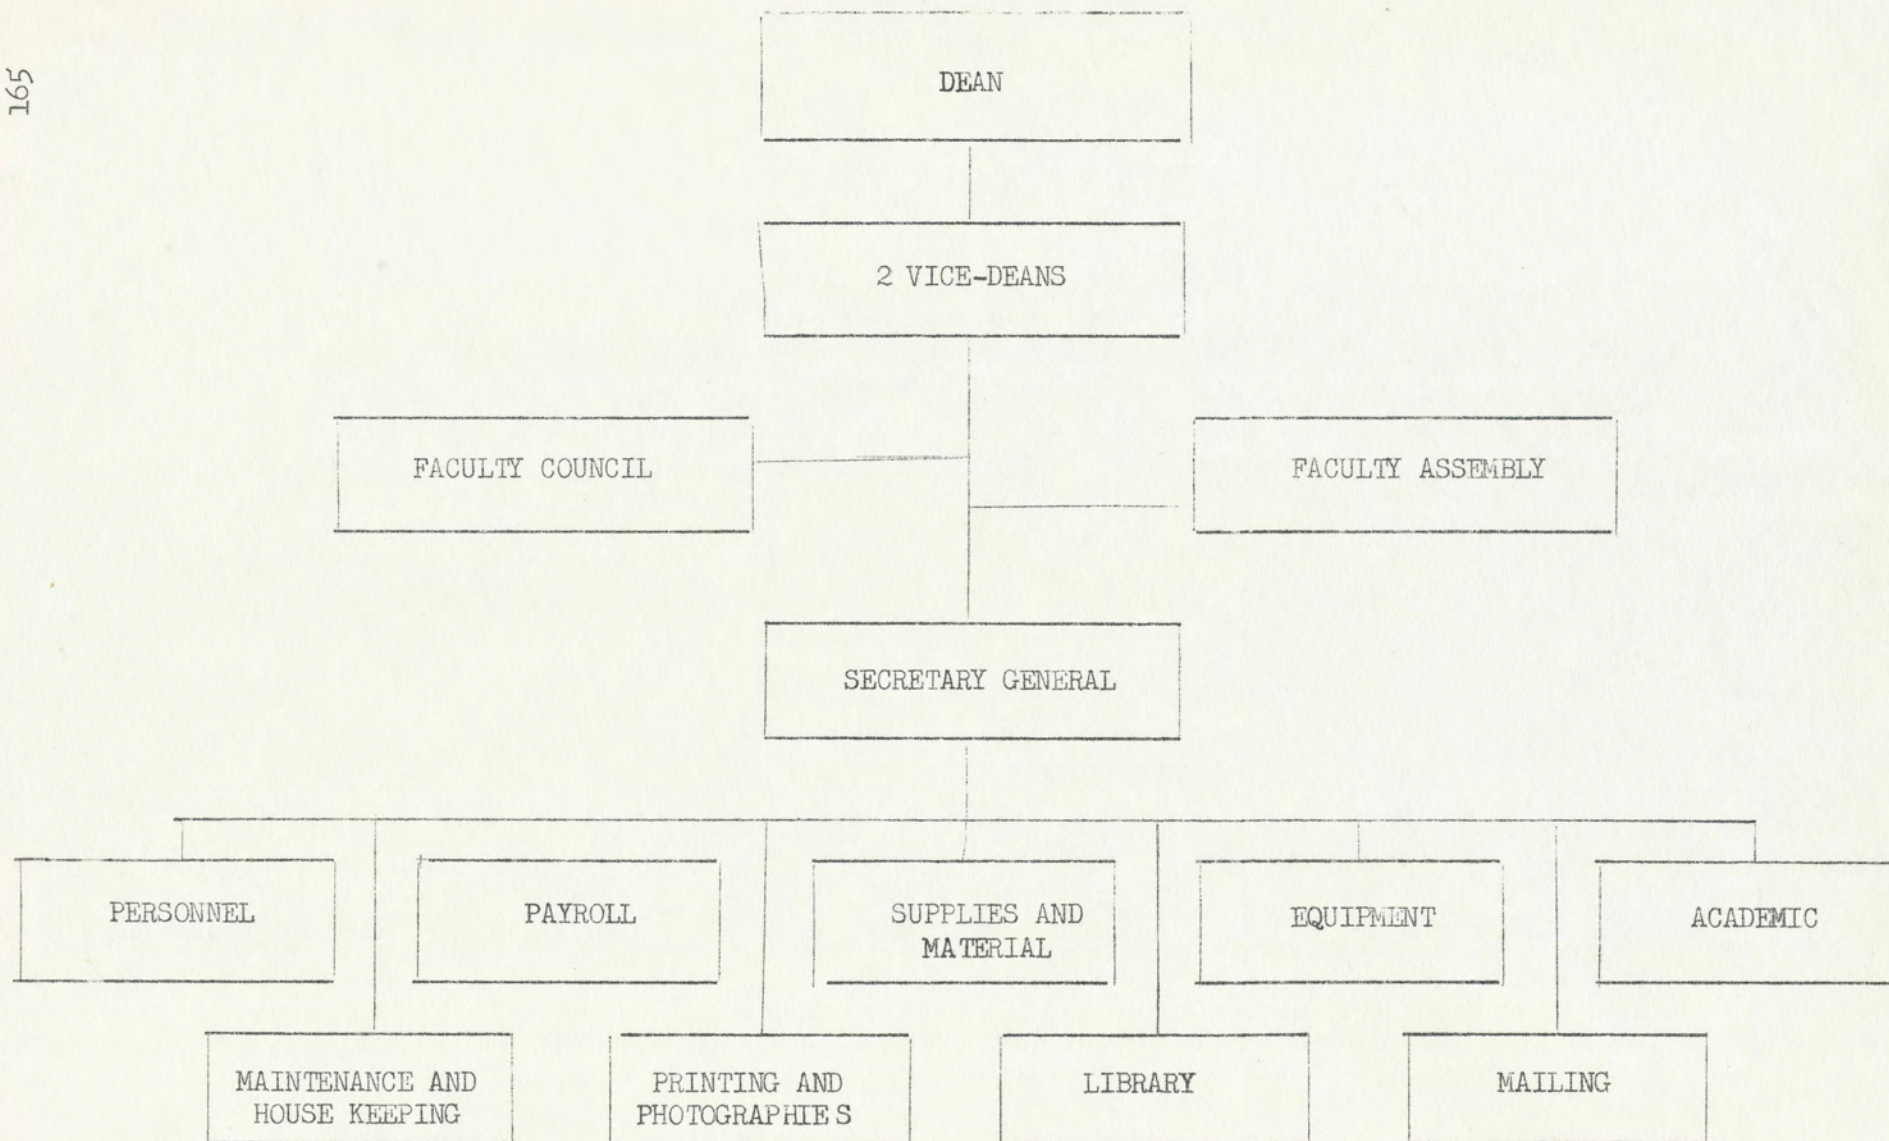 165
DEAN
2 VICE-DEANS
FACULTY COUNCIL
FACULTY ASSEMBLY
SECRETARY GENERAL
PERSONNEL
PAYROLL
SUPPLIES AND
MATERIAL
EQUIPMENT
ACADEMIC
MAINTENANCE AND
HOUSE KEEPING
PRINTING AND
PHOTOGRAPHIES
LIBRARY
MAILING